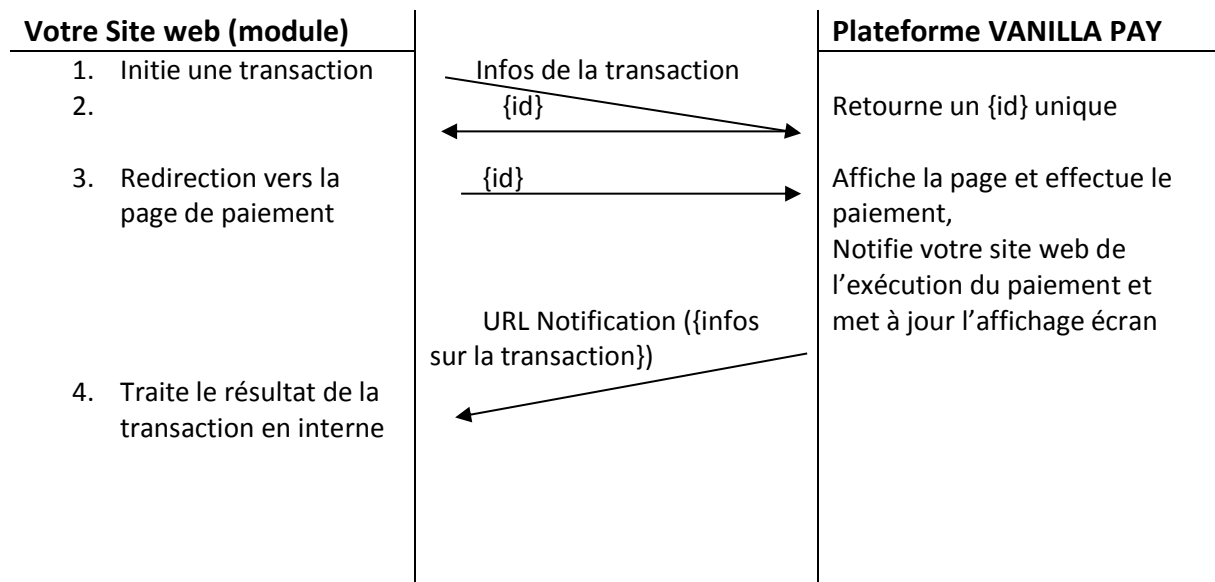 Votre Site web (module)
Plateforme VANILLA PAY
1. Initie une transaction
Infos de la transaction
2.
{id}
Retourne un {id} unique
3. Redirection vers la
page de paiement
{id}
Affiche la page et effectue le
paiement,
Notifie votre site web de
l’exécution du paiement et
met à jour l’affichage écran
URL Notification ({infos
sur la transaction})
4. Traite le résultat de la
transaction en interne